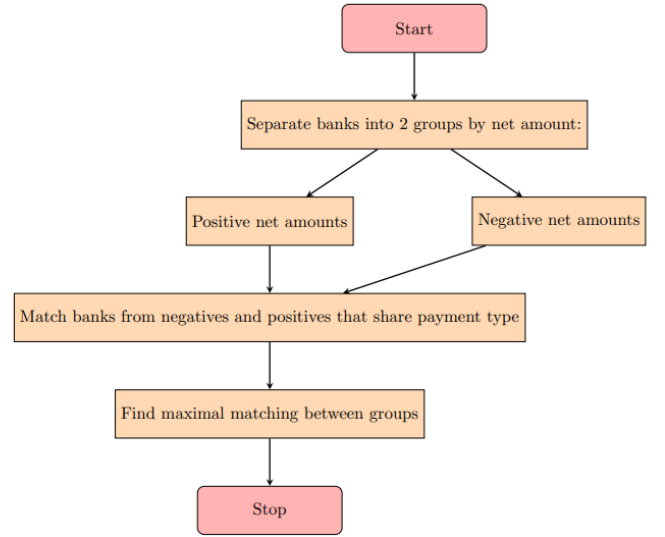 Start
Separate banks into 2 groups by net amount:
Positive net amounts
Negative net amounts
Match banks from negatives and positives that share payment type
Find maximal matching between groups
Stop